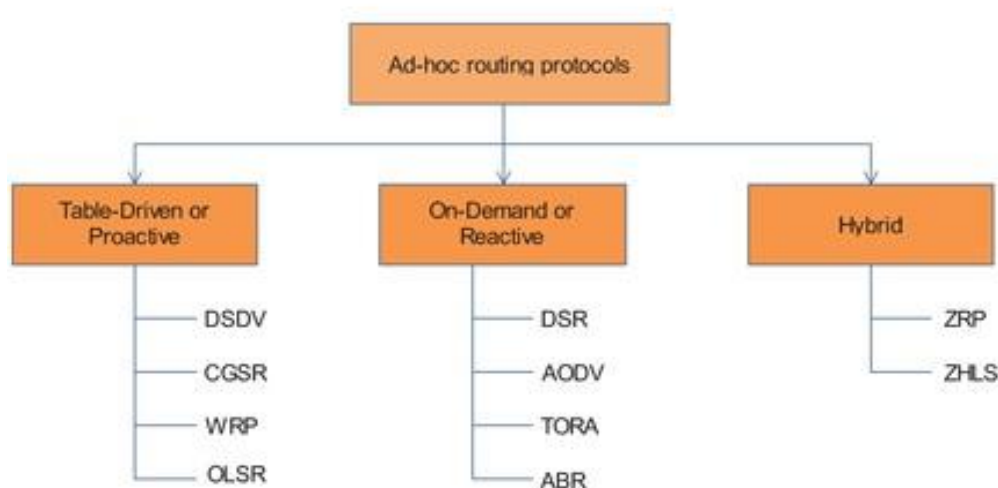 Ad-hoc routing protocols
Table-Driven or
Proactive
On-Demand or
Reactive
Hybrid
DSDV
CGSR
WRP
OLSR
DSR
AODV
TORA
ABR
ZRP
ZHLS